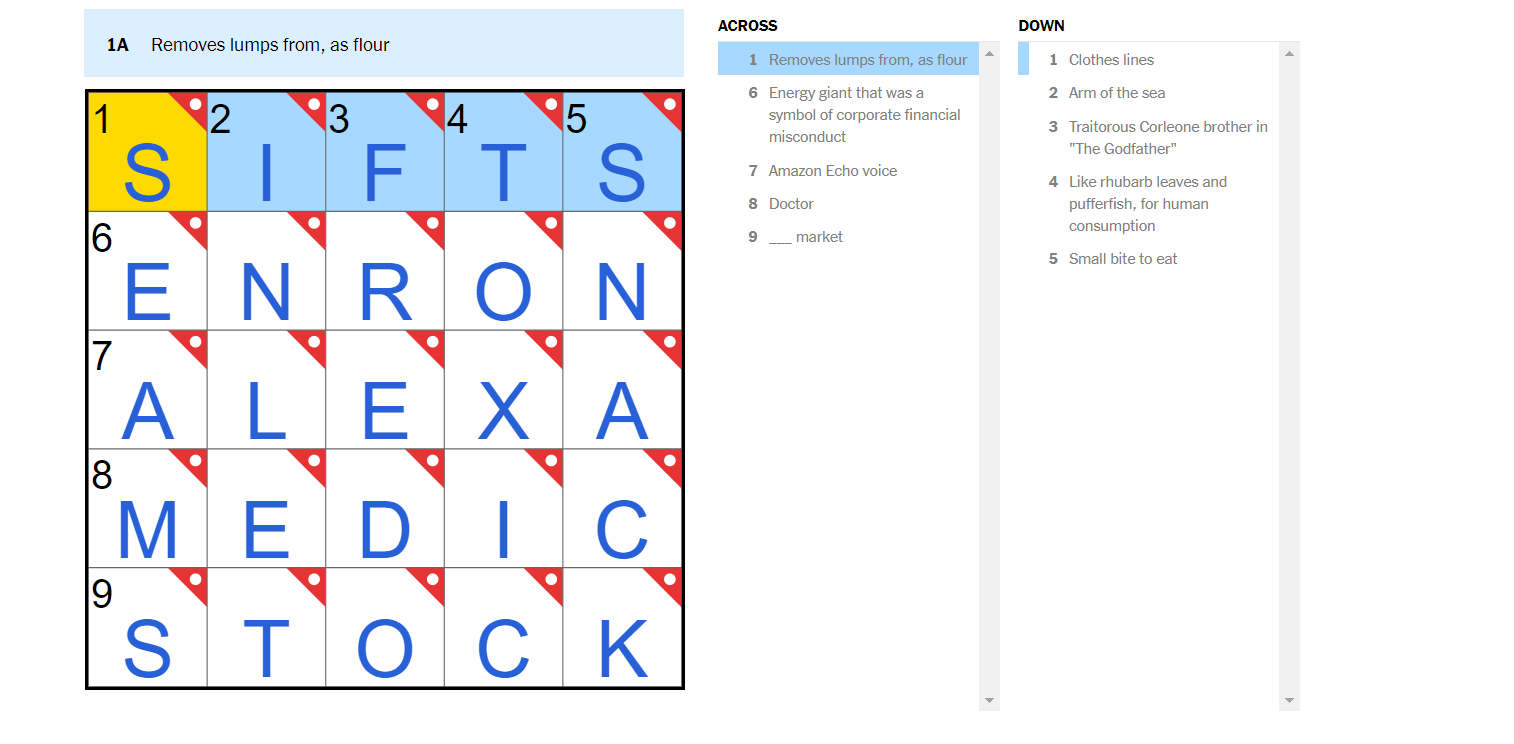 1A Removes lumps from, as flour
1 2 3 4 5
S I F T S
6
E N R O N
7
A L E X A
8
M E D I C
9
S T O C K
ACROSS
1 Removes lumps from, as flour
6 Energy giant that was a
symbol of corporate financial
misconduct
7 Amazon Echo voice
8 Doctor
9 ___ market
DOWN
1 Clothes lines
2 Arm of the sea
3 Traitorous Corleone brother in
"The Godfather"
4 Like rhubarb leaves and
pufferfish, for human
consumption
5 Small bite to eat